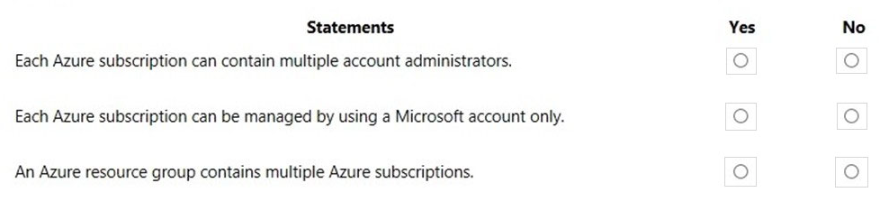 Statements Yes No
Each Azure subscription can contain multiple account administrators.
Each Azure subscription can be managed by using a Microsoft account only.
An Azure resource group contains multiple Azure subscriptions.